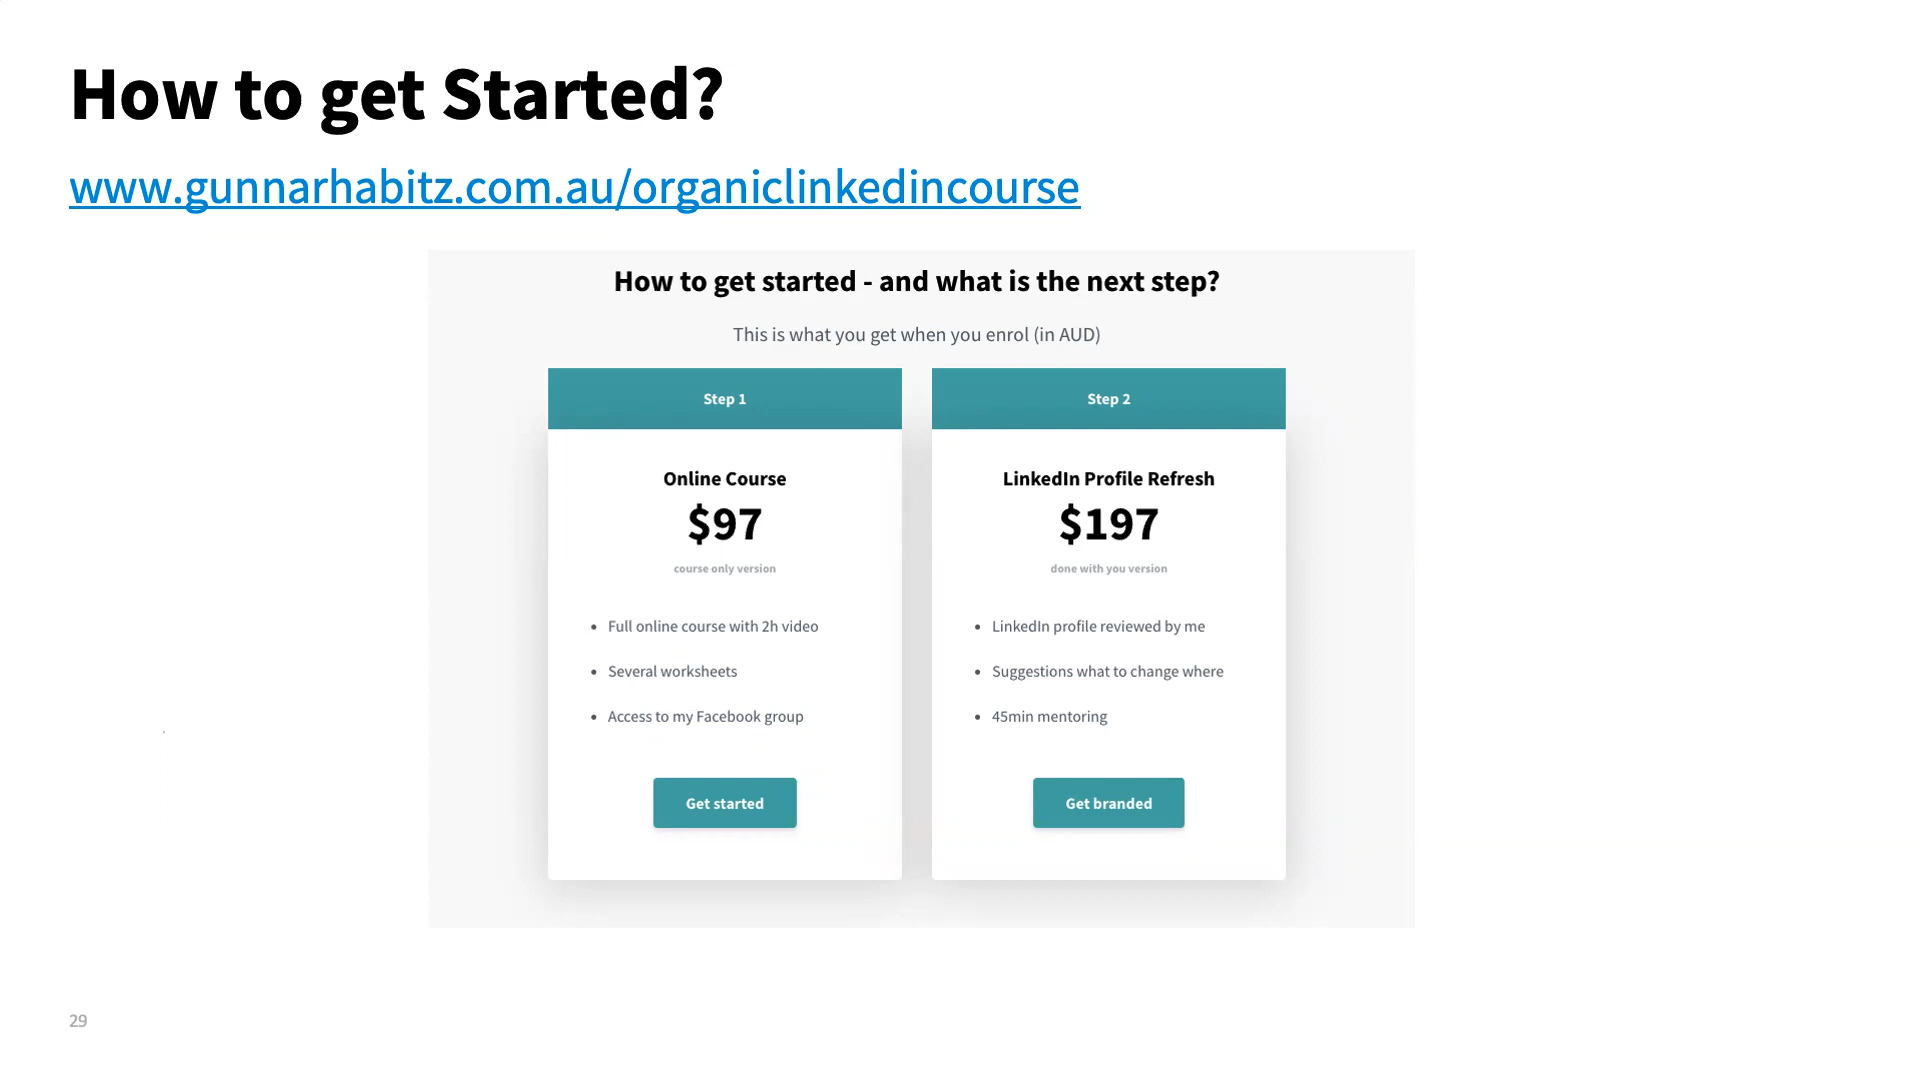 How to get Started?
www.gunnarhabitz.com.au/organiclinkedincourse
How to get started - and what is the next step?
This is what you get when you enrol (in AUD)
Step 1
Online Course
$97
course only version
• Full online course with 2h video
• Several worksheets
• Access to my Facebook group
Get started
Step 2
LinkedIn Profile Refresh
$197
done with you version
• LinkedIn profile reviewed by me
• Suggestions what to change where
• 45min mentoring
Get branded
29